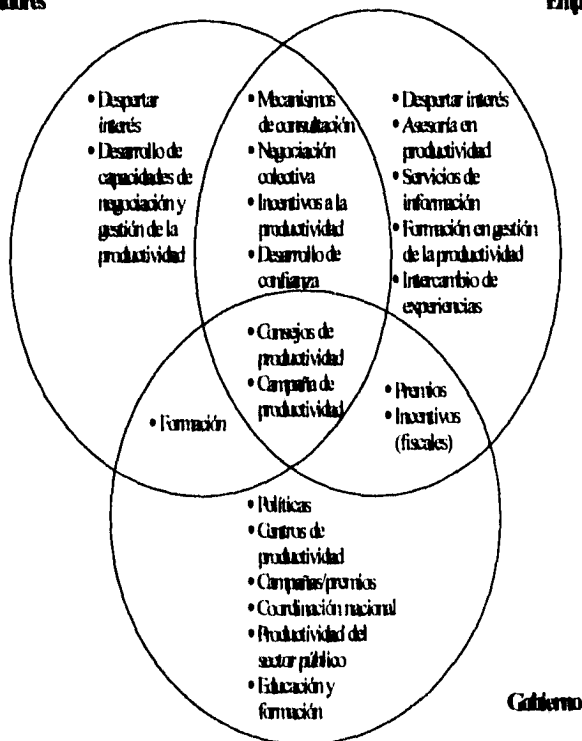 • Despertar
interés
• Desarrollo de
capacidades de
negociación y
gestión de la
productividad
• Mecanismos
de consultación
• Negociación
colectiva
• Incentivos a la
productividad
• Desarrollo de
confianza
• Despertar interés
• Asesoría en
productividad
• Servicios de
información
• Formación en gestión
de la productividad
• Intercambio de
experiencias
• Consejos de
productividad
• Campaña de
productividad
• Formación
• Premios
• Incentivos
(fiscales)
• Políticas
• Centros de
productividad
• Campañas/premios
• Coordinación nacional
• Productividad del
sector público
• Educación y
formación
Gobierno